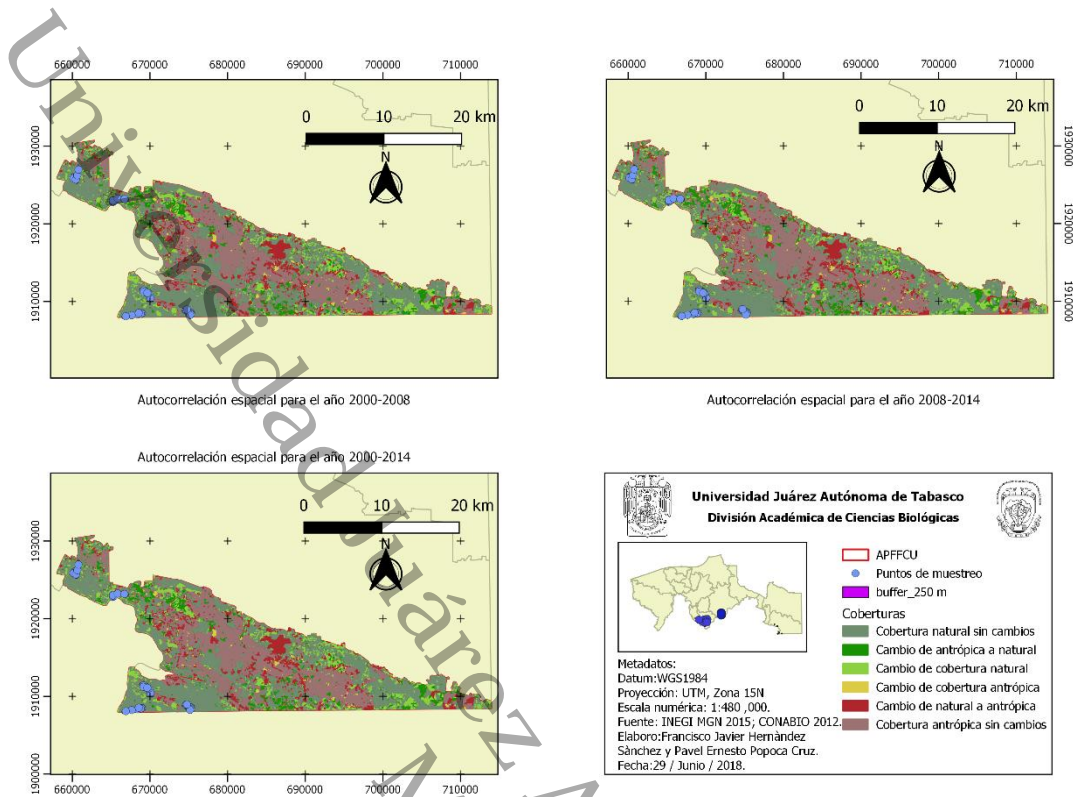 660000 670000 680000 690000 700000 710000
0 10 20 km
N
1930000
1920000
1910000
Autocorrelación espacial para el año 2000-2008
660000 670000 680000 690000 700000 710000
0 10 20 km
N
1930000
1920000
1910000
Autocorrelación espacial para el año 2008-2014
Autocorrelación espacial para el año 2000-2014
0 10 20 km
N
1930000
1920000
1910000
1900000
660000 670000 680000 690000 700000 710000
Universidad Juárez Autónoma de Tabasco
División Académica de Ciencias Biológicas
APFFCU
Puntos de muestreo
buffer_250 m
Coberturas
Cobertura natural sin cambios
Cambio de antrópica a natural
Cambio de cobertura natural
Cambio de cobertura antrópica
Cambio de natural a antrópica
Cobertura antrópica sin cambios
Metadatos:
Datum:WGS1984
Proyección: UTM, Zona 15N
Escala numérica: 1:480 ,000.
Fuente: INEGI MGN 2015; CONABIO 2012.
Elaboro:Francisco Javier Hernàndez
Sànchez y Pavel Ernesto Popoca Cruz.
Fecha:29 / Junio / 2018.
Universidad Juárez